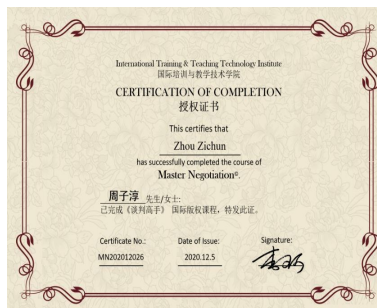 International Training & Teaching Technology Institute
国际培训与教学技术学院
CERTIFICATION OF COMPLETION
授权证书
This certifies that
Zhou Zichun
has successfully completed the course of
Master Negotiation®.
周子淳 先生/女士:
已完成《谈判高手》 国际版权课程，特发此证。
Certificate No.: Date of Issue: Signature:
MN202012026 2020.12.5